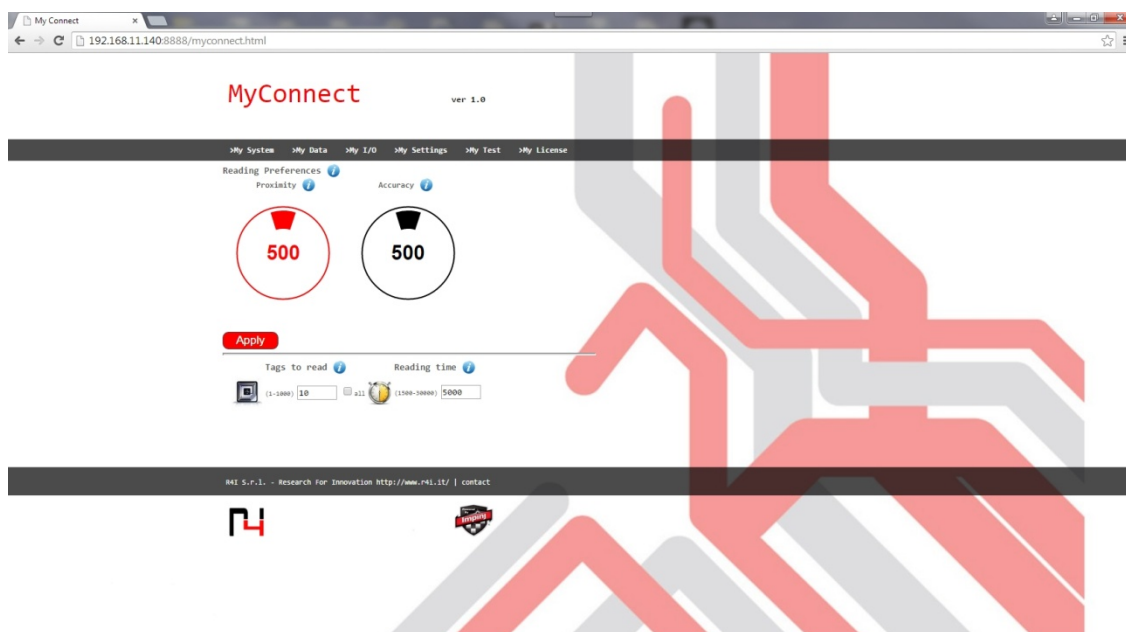 My Connect
192.168.11.140:8888/myconnect.html
MyConnect ver 1.0
>My System >My Data >My I/O >My Settings >My Test >My License
Reading Preferences
Proximity Accuracy
500 500
Apply
Tags to read Reading time
(1-1000) 10 all (1500-30000) 5000
R4I S.r.l. - Research For Innovation http://www.r4i.it/ | contact
R4
Impinj